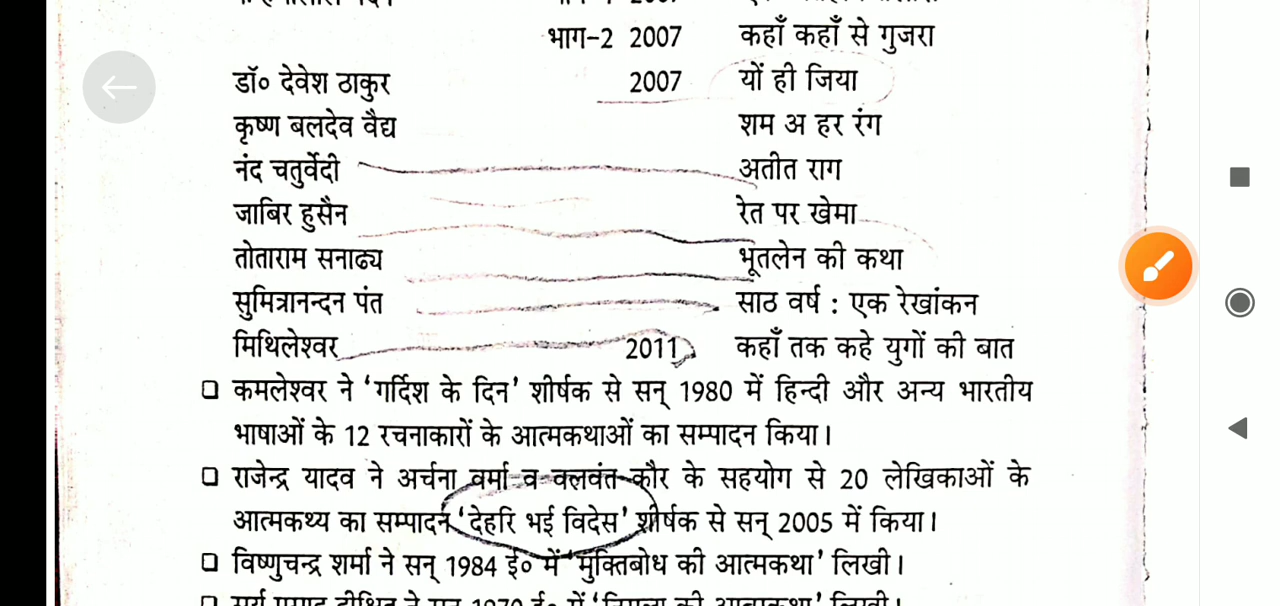 भाग-2 2007 कहाँ कहाँ से गुजरा
डॉ० देवेश ठाकुर 2007 यों ही जिया
कृष्ण बलदेव वैद्य शम अ हर रंग
नंद चतुर्वेदी अतीत राग
जाबिर हुसैन रेत पर खेमा
तोताराम सनाढ्य भूतलेन की कथा
सुमित्रानन्दन पंत साठ वर्ष : एक रेखांकन
मिथिलेश्वर 2011 कहाँ तक कहे युगों की बात
❑ कमलेश्वर ने ‘गर्दिश के दिन’ शीर्षक से सन् 1980 में हिन्दी और अन्य भारतीय
भाषाओं के 12 रचनाकारों के आत्मकथाओं का सम्पादन किया।
❑ राजेन्द्र यादव ने अर्चना वर्मा व वलवंत कौर के सहयोग से 20 लेखिकाओं के
आत्मकथ्य का सम्पादन ‘देहरि भई विदेस’ शीर्षक से सन् 2005 में किया।
❑ विष्णुचन्द्र शर्मा ने सन् 1984 ई० में ‘मुक्तिबोध की आत्मकथा’ लिखी।